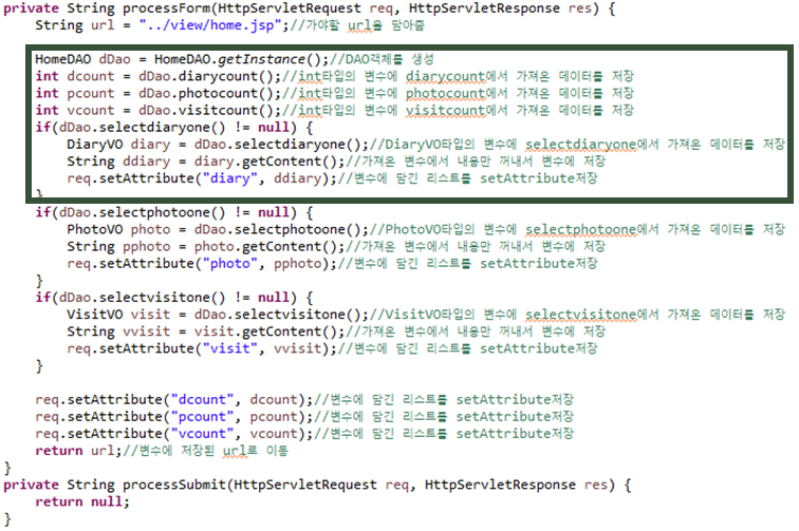 private String processForm(HttpServletRequest req, HttpServletResponse res) {
String url = "../view/home.jsp";//가야할 url을 담아줌
HomeDAO dDao = HomeDAO.getInstance();//DAO객체를 생성
int dcount = dDao.diarycount();//int타입의 변수에 diarycount에서 가져온 데이터를 저장
int pcount = dDao.photocount();//int타입의 변수에 photocount에서 가져온 데이터를 저장
int vcount = dDao.visitcount();//int타입의 변수에 visitcount에서 가져온 데이터를 저장
if(dDao.selectdiaryone() != null) {
DiaryVO diary = dDao.selectdiaryone();//DiaryVO타입의 변수에 selectdiaryone에서 가져온 데이터를 저장
String ddiary = diary.getContent();//가져온 변수에서 내용만 꺼내서 변수에 저장
req.setAttribute("diary", ddiary);//변수에 담긴 리스트를 setAttribute저장
}
if(dDao.selectphotoone() != null) {
PhotoVO photo = dDao.selectphotoone();//PhotoVO타입의 변수에 selectphotoone에서 가져온 데이터를 저장
String pphoto = photo.getContent();//가져온 변수에서 내용만 꺼내서 변수에 저장
req.setAttribute("photo", pphoto);//변수에 담긴 리스트를 setAttribute저장
}
if(dDao.selectvisitone() != null) {
VisitVO visit = dDao.selectvisitone();//VisitVO타입의 변수에 selectvisitone에서 가져온 데이터를 저장
String vvisit = visit.getContent();//가져온 변수에서 내용만 꺼내서 변수에 저장
req.setAttribute("visit", vvisit);//변수에 담긴 리스트를 setAttribute저장
}
req.setAttribute("dcount", dcount);//변수에 담긴 리스트를 setAttribute저장
req.setAttribute("pcount", pcount);//변수에 담긴 리스트를 setAttribute저장
req.setAttribute("vcount", vcount);//변수에 담긴 리스트를 setAttribute저장
return url;//변수에 저장된 url로 이동
}
private String processSubmit(HttpServletRequest req, HttpServletResponse res) {
return null;
}